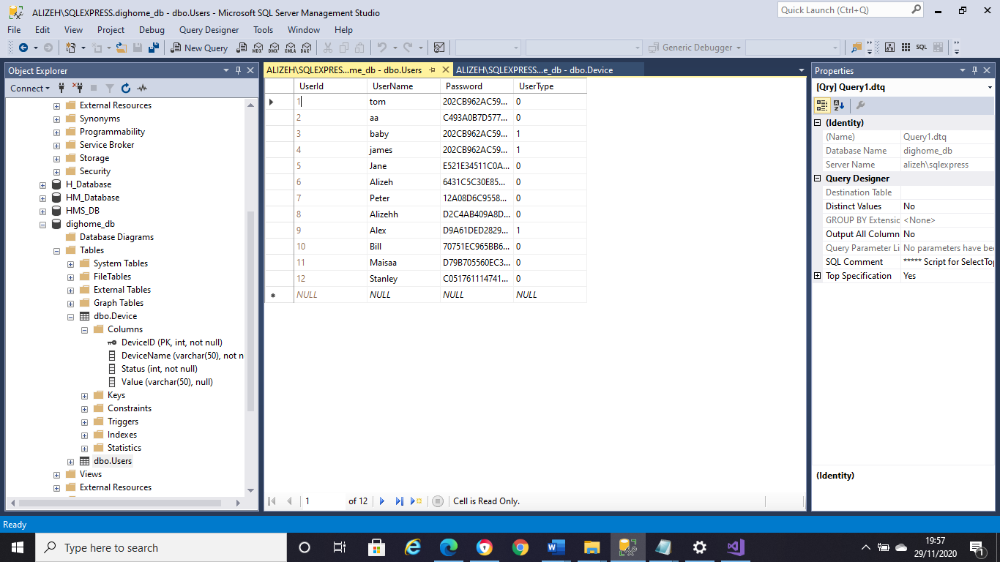 ALIZEH\SQLEXPRESS.dighome_db - dbo.Users - Microsoft SQL Server Management Studio
Quick Launch (Ctrl+Q)
File Edit View Project Debug Query Designer Tools Window Help
New Query MDX DMX XMLA DAX Generic Debugger SQL
Object Explorer
Connect
External Resources
Synonyms
Programmability
Service Broker
Storage
Security
H_Database
HM_Database
HMS_DB
dighome_db
Database Diagrams
Tables
System Tables
FileTables
External Tables
Graph Tables
dbo.Device
Columns
DeviceID (PK, int, not null)
DeviceName (varchar(50), not n
Status (int, not null)
Value (varchar(50), null)
Keys
Constraints
Triggers
Indexes
Statistics
dbo.Users
Views
External Resources
ALIZEH\SQLEXPRES...me_db - dbo.Users ALIZEH\SQLEXPRESS...e_db - dbo.Device
UserId UserName Password UserType
1 tom 202CB962AC59... 0
2 aa C493A0B7D577... 0
3 baby 202CB962AC59... 1
4 james 202CB962AC59... 1
5 Jane E521E34511C0A... 0
6 Alizeh 6431C5C30E85... 0
7 Peter 12A08D6C9558... 0
8 Alizehh D2C4AB409A8D... 0
9 Alex D9A61DED2829... 1
10 Bill 70751EC965BB6... 0
11 Maisaa D79B705560EC3... 0
12 Stanley C051761114741... 0
NULL NULL NULL NULL
1 of 12 Cell is Read Only.
Properties
[Qry] Query1.dtq
(Identity)
(Name) Query1.dtq
Database Name dighome_db
Server Name alizeh\sqlexpress
Query Designer
Destination Table
Distinct Values No
GROUP BY Extensic <None>
Output All Column No
Query Parameter Li No parameters have bee
SQL Comment ***** Script for SelectTop
Top Specification Yes
(Identity)
Ready
Type here to search
19:57
29/11/2020
1